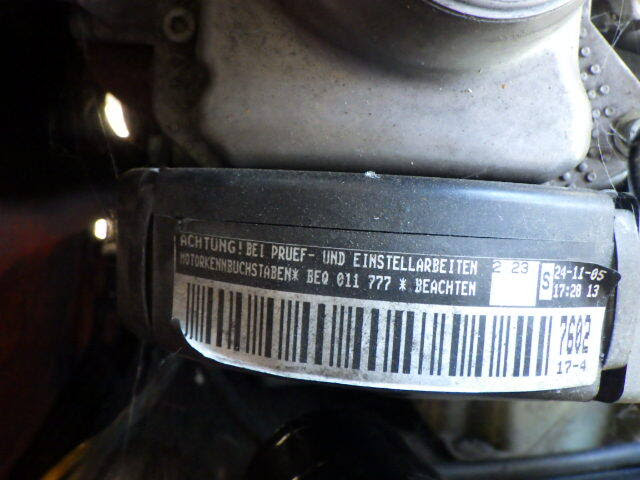 ACHTUNG! BEI PRUEF- UND EINSTELLARBEITEN
MOTORKENNBUCHSTABEN* BEQ 011 777 * BEACHTEN
2 23
S
24-11-05
17:28 13
7G02
17-4